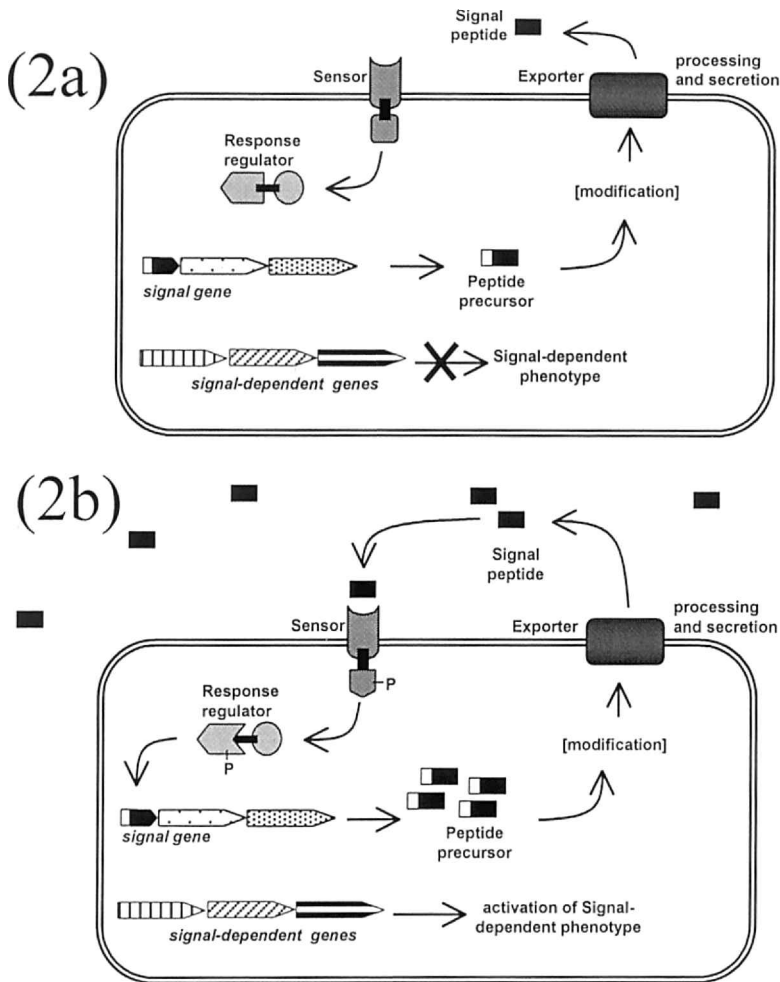 (2a)
Signal
peptide
processing
and secretion
Sensor
Exporter
Response
regulator
[modification]
signal gene
Peptide
precursor
signal-dependent genes
Signal-dependent
phenotype
(2b)
Signal
peptide
processing
and secretion
Sensor
Exporter
P
Response
regulator
P
[modification]
signal gene
Peptide
precursor
signal-dependent genes
activation of Signal-
dependent phenotype